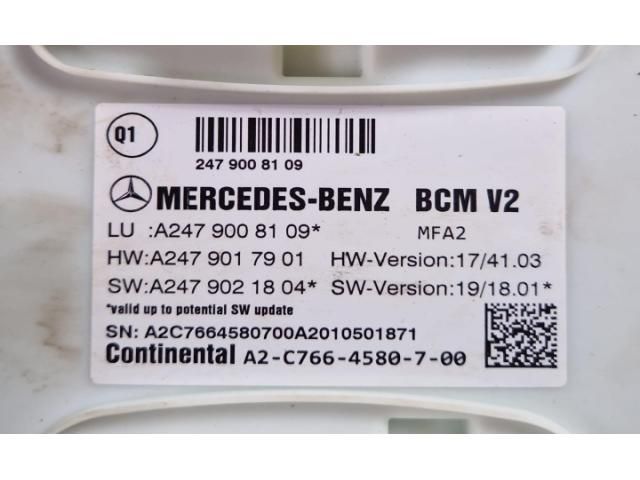 Q1
247 900 81 09
MERCEDES-BENZ BCM V2
LU :A247 900 8109* MFA2
HW:A247 901 79 01 HW-Version:17/41.03
SW:A247 902 18 04* SW-Version:19/18.01*
*valid up to potential SW update
SN: A2C7664580700A2010501871
Continental A2-C766-4580-7-00